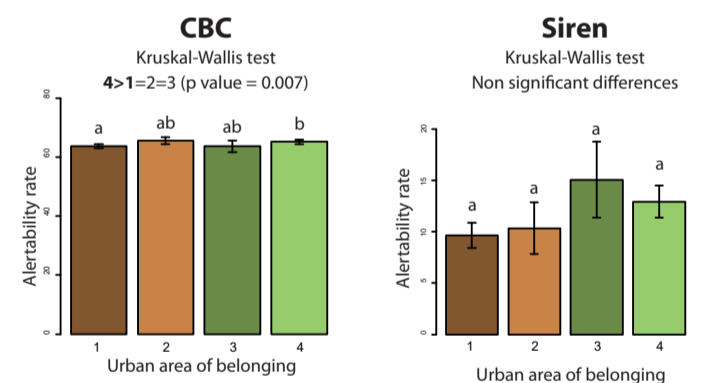 CBC
Kruskal-Wallis test
4>1=2=3 (p value = 0.007)
Alertability rate
80
60
40
20
0
a
ab
ab
b
1
2
3
4
Urban area of belonging
Siren
Kruskal-Wallis test
Non significant differences
Alertability rate
20
15
10
5
0
a
a
a
a
1
2
3
4
Urban area of belonging